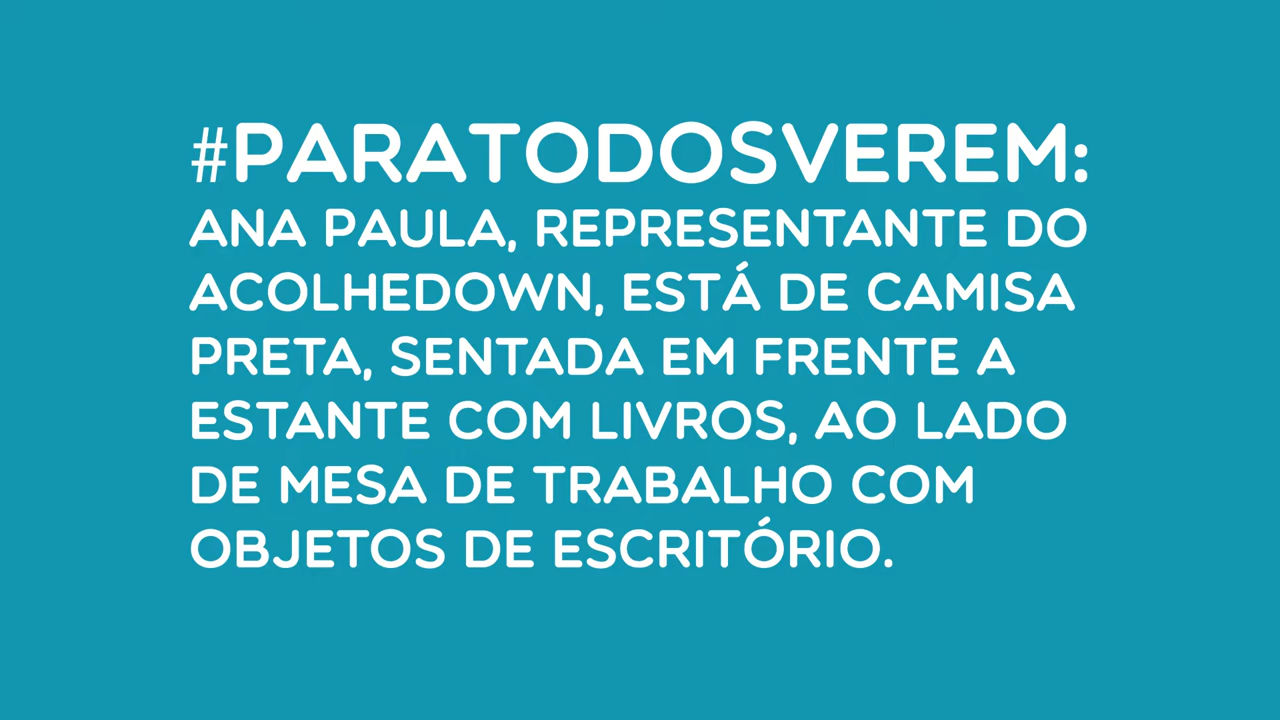 #PARATODOSVEREM:
ANA PAULA, REPRESENTANTE DO
ACOLHEDOWN, ESTÁ DE CAMISA
PRETA, SENTADA EM FRENTE A
ESTANTE COM LIVROS, AO LADO
DE MESA DE TRABALHO COM
OBJETOS DE ESCRITÓRIO.